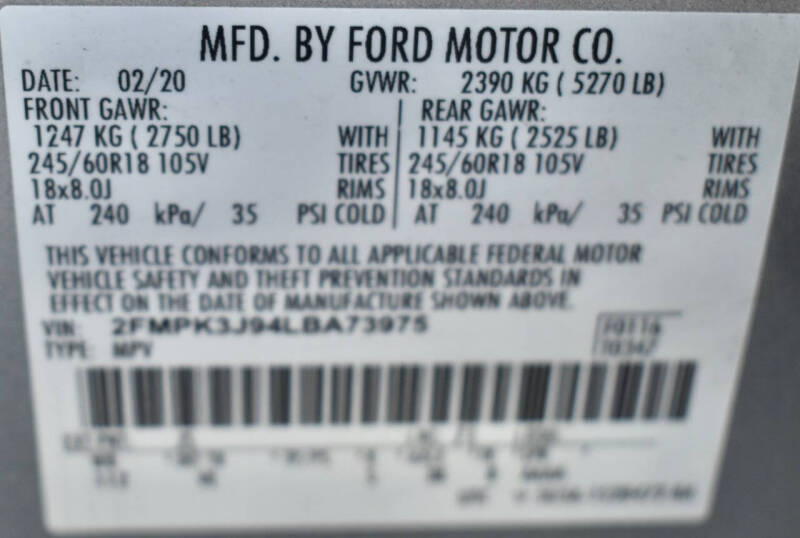 MFD. BY FORD MOTOR CO.
DATE: 02/20 GVWR: 2390 KG ( 5270 LB)
FRONT GAWR: REAR GAWR:
1247 KG ( 2750 LB) WITH 1145 KG ( 2525 LB) WITH
245/60R18 105V TIRES 245/60R18 105V TIRES
18x8.0J RIMS 18x8.0J RIMS
AT 240 kPa/ 35 PSI COLD AT 240 kPa/ 35 PSI COLD
THIS VEHICLE CONFORMS TO ALL APPLICABLE FEDERAL MOTOR
VEHICLE SAFETY AND THEFT PREVENTION STANDARDS IN
EFFECT ON THE DATE OF MANUFACTURE SHOWN ABOVE.
VIN: 2FMPK3J94LBA73975 F0116
TYPE: MPV T0347